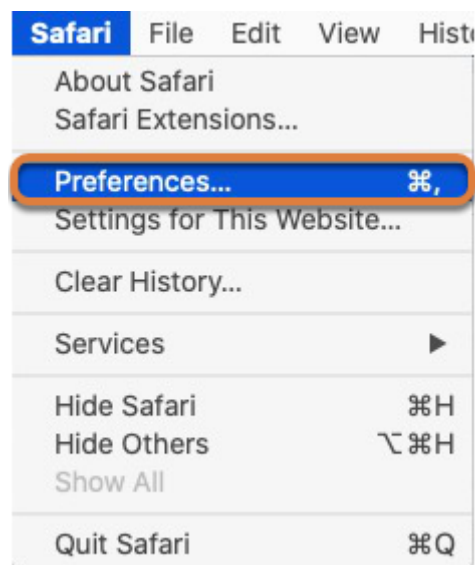 Safari File Edit View Hist
About Safari
Safari Extensions...
Preferences... ⌘,
Settings for This Website...
Clear History...
Services ▶
Hide Safari ⌘H
Hide Others ⌥⌘H
Show All
Quit Safari ⌘Q